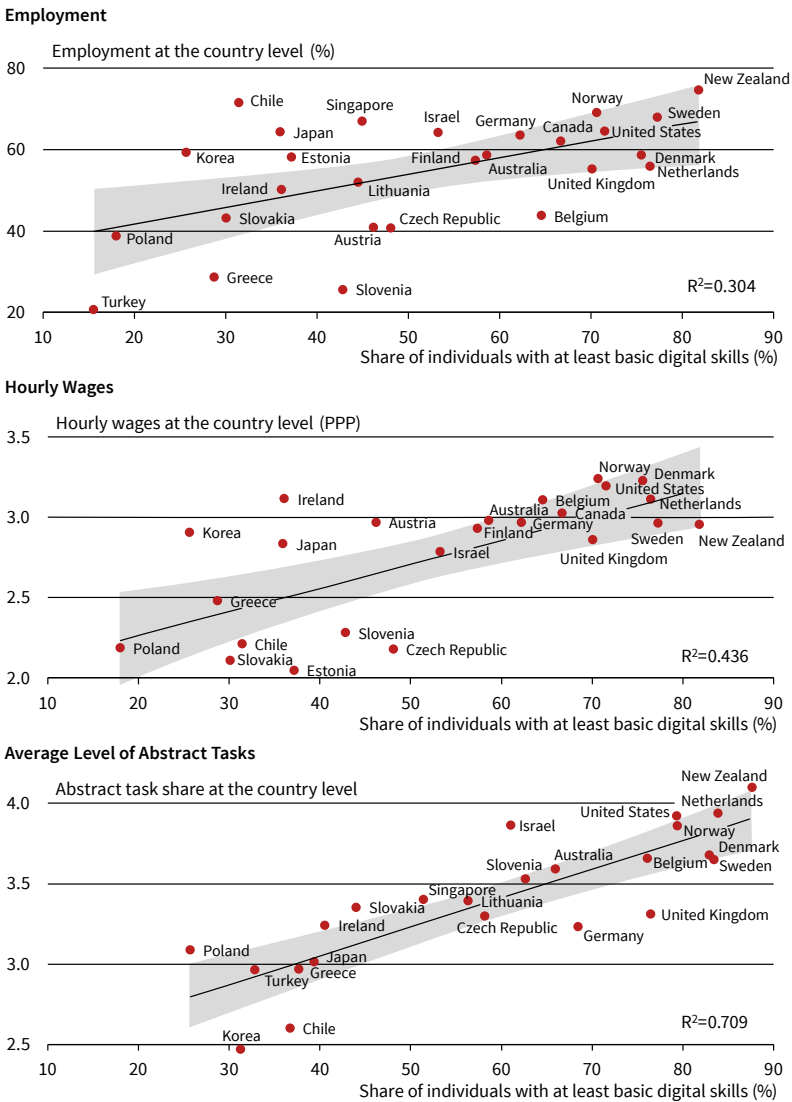 Employment
Employment at the country level (%)
80
New Zealand
Chile
Singapore
Norway
Sweden
Japan
Israel
Germany
Canada
United States
60
Korea
Estonia
Finland
Australia
Denmark
Netherlands
Ireland
Lithuania
United Kingdom
Slovakia
Czech Republic
Belgium
40
Poland
Austria
Greece
Slovenia
R²=0.304
Turkey
20
10 20 30 40 50 60 70 80 90
Share of individuals with at least basic digital skills (%)
Hourly Wages
Hourly wages at the country level (PPP)
3.5
Norway
Denmark
United States
Ireland
Belgium
Netherlands
Australia
Canada
3.0
Korea
Austria
Finland
Germany
Sweden
New Zealand
Japan
Israel
United Kingdom
2.5
Greece
Slovenia
Poland
Chile
Czech Republic
Slovakia
Estonia
R²=0.436
2.0
10 20 30 40 50 60 70 80 90
Share of individuals with at least basic digital skills (%)
Average Level of Abstract Tasks
Abstract task share at the country level
New Zealand
4.0
Netherlands
United States
Israel
Norway
Denmark
Slovenia
Australia
Belgium
Sweden
3.5
Singapore
Slovakia
Lithuania
Ireland
Czech Republic
United Kingdom
Germany
Poland
Japan
3.0
Turkey
Greece
Korea
Chile
R²=0.709
2.5
10 20 30 40 50 60 70 80 90
Share of individuals with at least basic digital skills (%)